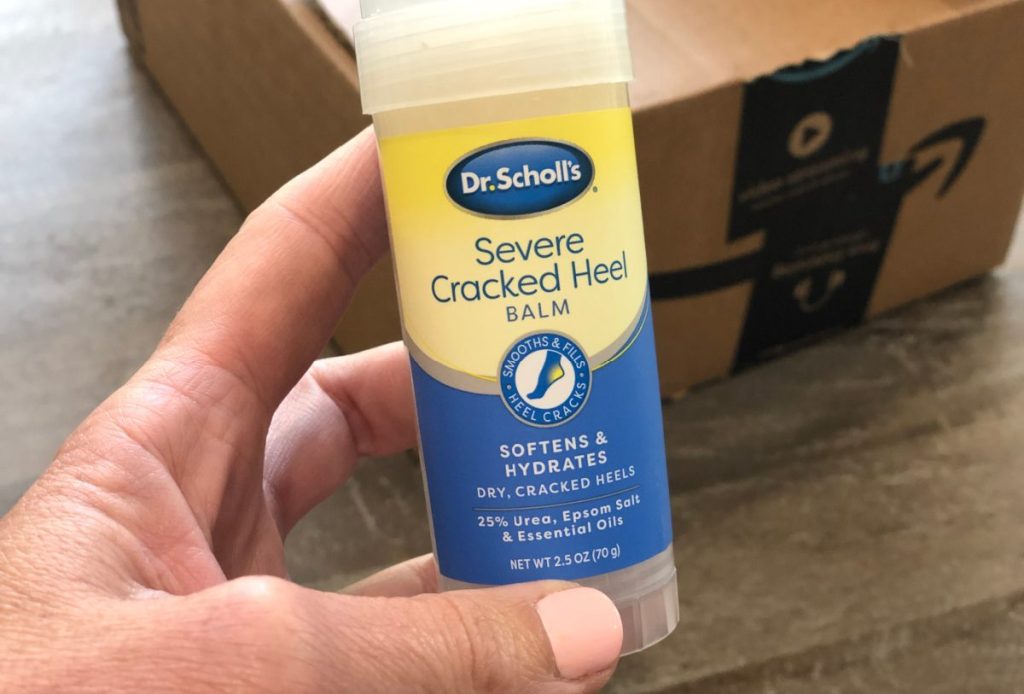 Dr.Scholl's
Severe
Cracked Heel
BALM
SMOOTHS & FILLS
HEEL CRACKS
SOFTENS &
HYDRATES
DRY, CRACKED HEELS
25% Urea, Epsom Salt
& Essential Oils
NET WT 2.5 OZ (70 g)